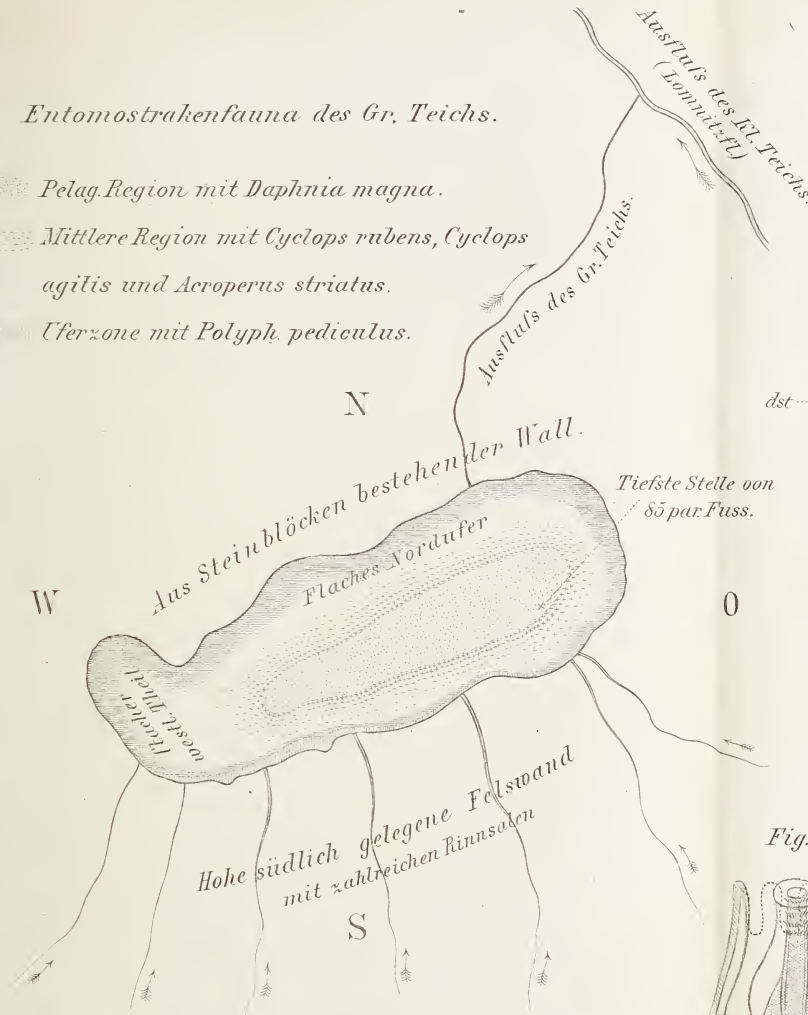 Ausfluſs des Kl. Teichs.
(Lomnitzfl)
Entomostrakenfauna des Gr. Teichs.
Pelag. Region mit Daphnia magna.
Mittlere Region mit Cyclops rubens, Cyclops
agilis und Acroperus striatus.
Uferzone mit Polyph. pediculus.
Ausfluſs des Gr. Teichs.
N
dst
Aus Steinblöcken bestehender Wall.
Tiefste Stelle von
85 par. Fuss.
Flaches Nordufer
W
O
Flacher
westl. Theil
Hohe südlich gelegene Felswand
mit zahlreichen Rinnsalen
Fig.
S